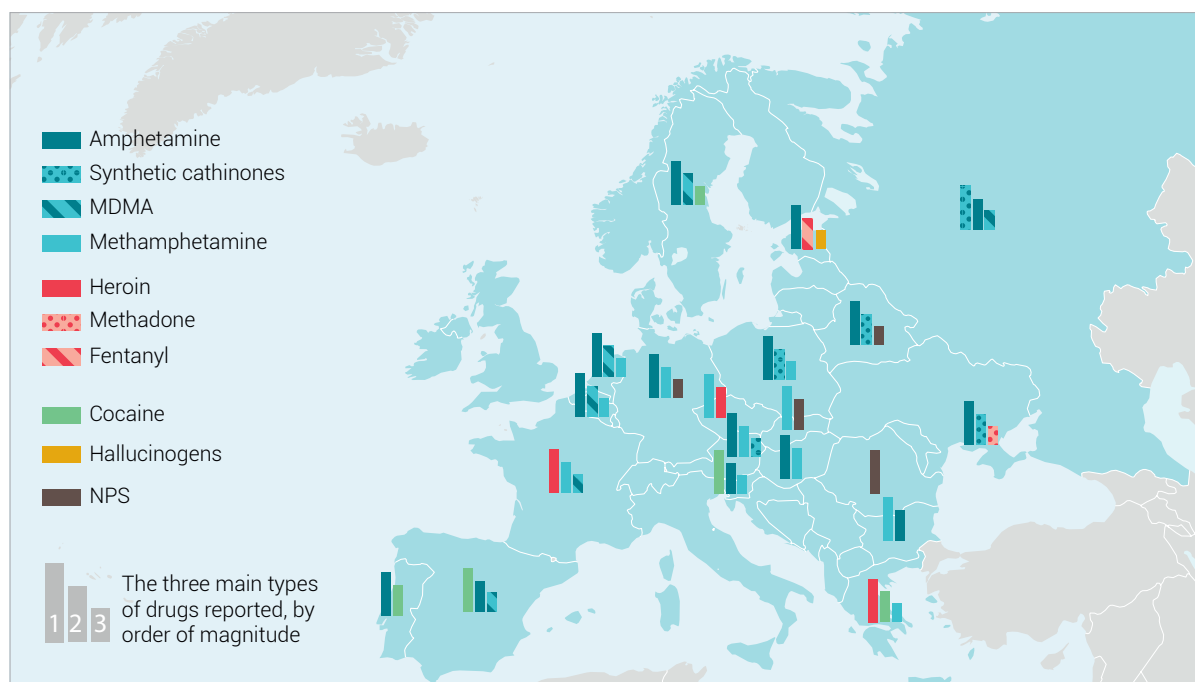 Amphetamine
Synthetic cathinones
MDMA
Methamphetamine
Heroin
Methadone
Fentanyl
Cocaine
Hallucinogens
NPS
1 2 3
The three main types
of drugs reported, by
order of magnitude